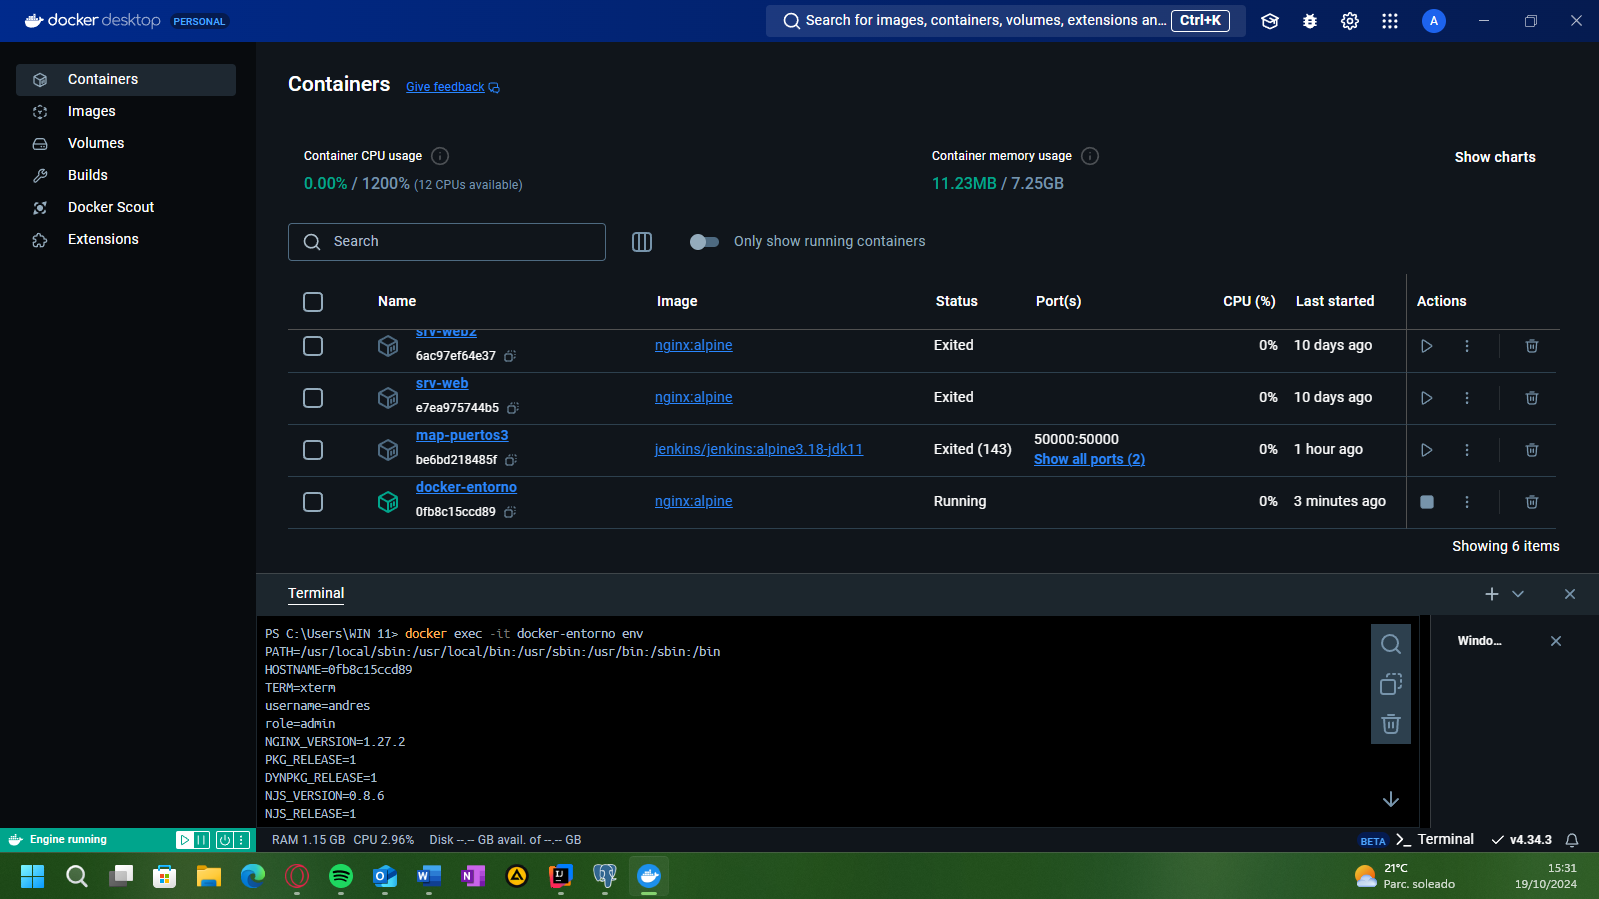 docker desktop PERSONAL
Search for images, containers, volumes, extensions an... Ctrl+K
A
Containers
Images
Volumes
Builds
Docker Scout
Extensions
Containers Give feedback
Container CPU usage
0.00% / 1200% (12 CPUs available)
Container memory usage
11.23MB / 7.25GB
Show charts
Search
Only show running containers
Name Image Status Port(s) CPU (%) Last started Actions
srv-web2
6ac97ef64e37
nginx:alpine Exited 0% 10 days ago
srv-web
e7ea975744b5
nginx:alpine Exited 0% 10 days ago
map-puertos3
be6bd218485f
jenkins/jenkins:alpine3.18-jdk11 Exited (143)
50000:50000
Show all ports (2)
0% 1 hour ago
docker-entorno
0fb8c15ccd89
nginx:alpine Running 0% 3 minutes ago
Showing 6 items
Terminal
PS C:\Users\WIN 11> docker exec -it docker-entorno env
PATH=/usr/local/sbin:/usr/local/bin:/usr/sbin:/usr/bin:/sbin:/bin
HOSTNAME=0fb8c15ccd89
TERM=xterm
username=andres
role=admin
NGINX_VERSION=1.27.2
PKG_RELEASE=1
DYNPKG_RELEASE=1
NJS_VERSION=0.8.6
NJS_RELEASE=1
Windo...
Engine running
RAM 1.15 GB CPU 2.96% Disk --.-- GB avail. of --.-- GB
BETA Terminal v4.34.3
21°C
Parc. soleado
15:31
19/10/2024